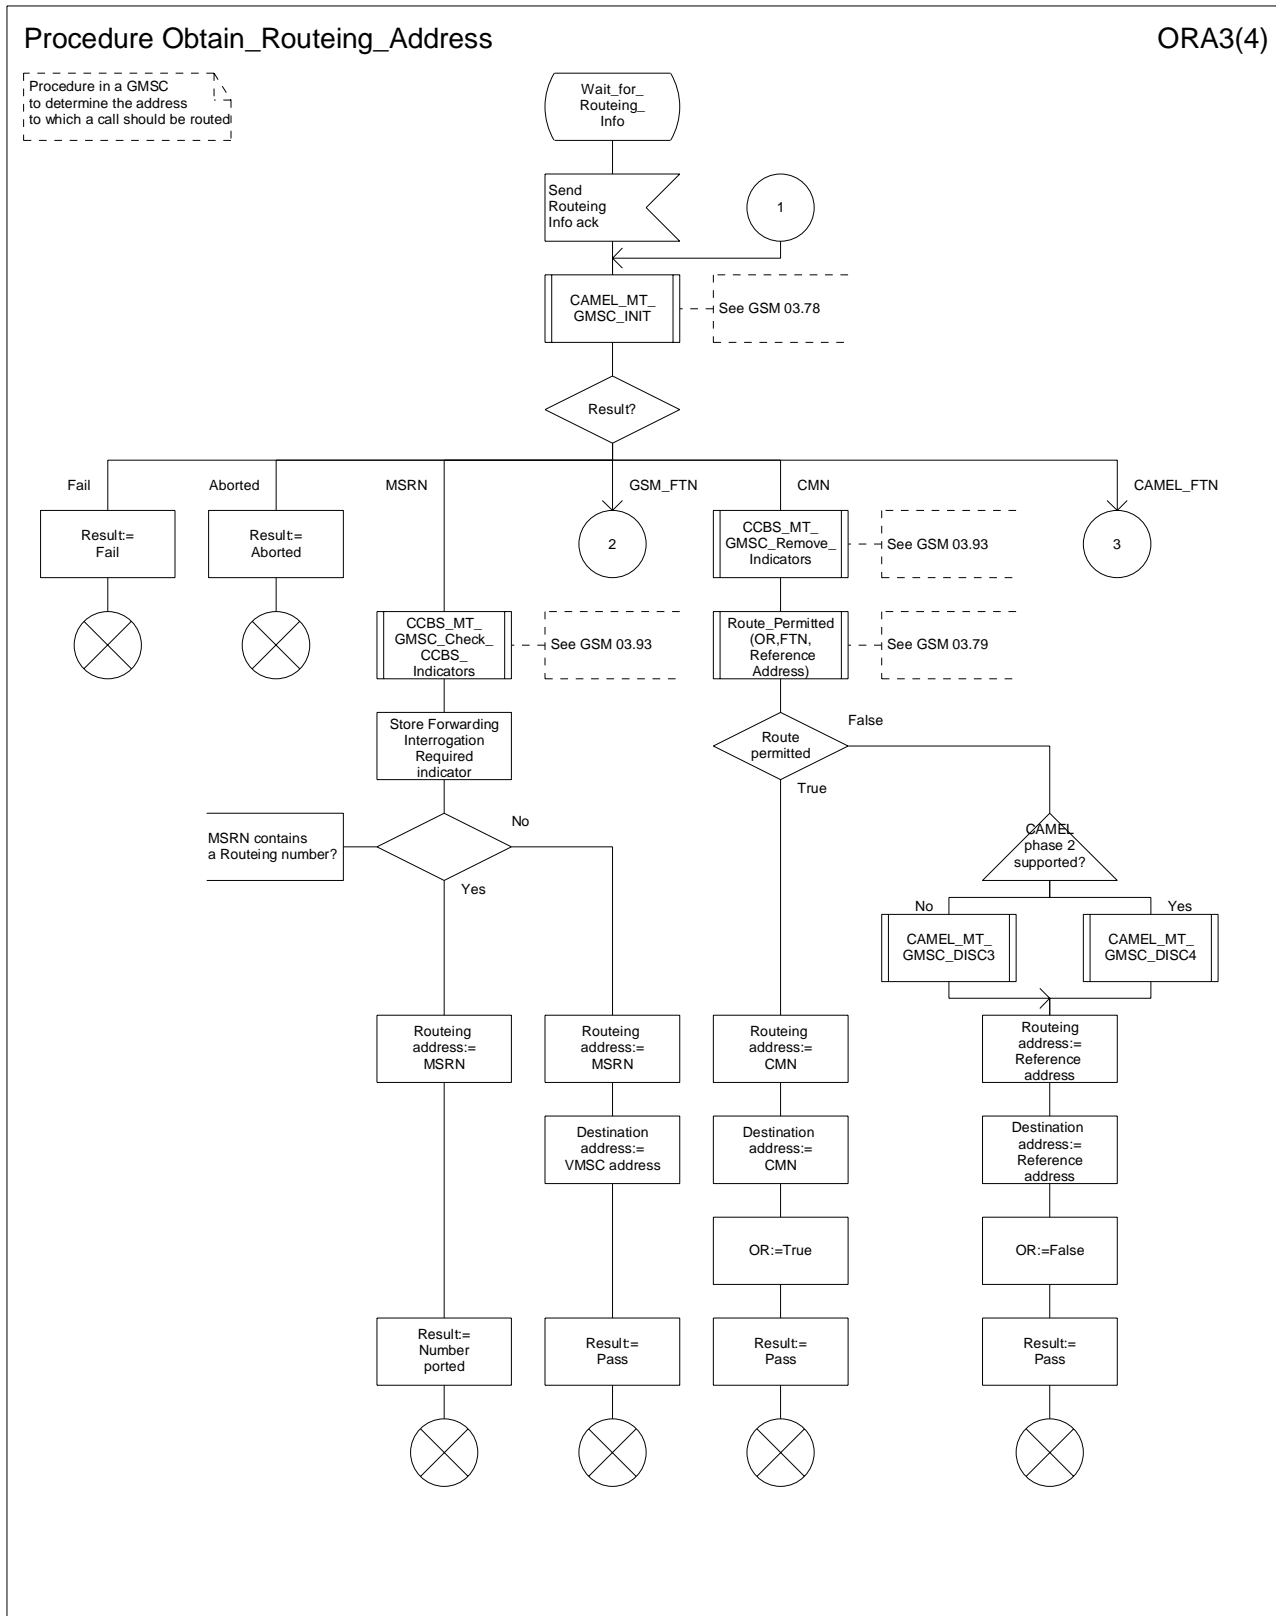 Procedure Obtain_Routeing_Address
ORA3(4)
Procedure in a GMSC
to determine the address
to which a call should be routed
Wait_for_
Routeing_
Info
Send
Routeing
Info ack
1
CAMEL_MT_
GMSC_INIT
See GSM 03.78
Result?
Fail
Aborted
MSRN
GSM_FTN
CMN
CAMEL_FTN
Result:=
Fail
Result:=
Aborted
2
CCBS_MT_
GMSC_Remove_
Indicators
See GSM 03.93
3
CCBS_MT_
GMSC_Check_
CCBS_
Indicators
See GSM 03.93
Route_Permitted
(OR,FTN,
Reference
Address)
See GSM 03.79
Store Forwarding
Interrogation
Required
indicator
Route
permitted
False
True
MSRN contains
a Routeing number?
No
Yes
CAMEL
phase 2
supported?
No
Yes
CAMEL_MT_
GMSC_DISC3
CAMEL_MT_
GMSC_DISC4
Routeing
address:=
MSRN
Routeing
address:=
MSRN
Routeing
address:=
CMN
Routeing
address:=
Reference
address
Destination
address:=
VMSC address
Destination
address:=
CMN
Destination
address:=
Reference
address
OR:=True
OR:=False
Result:=
Number
ported
Result:=
Pass
Result:=
Pass
Result:=
Pass